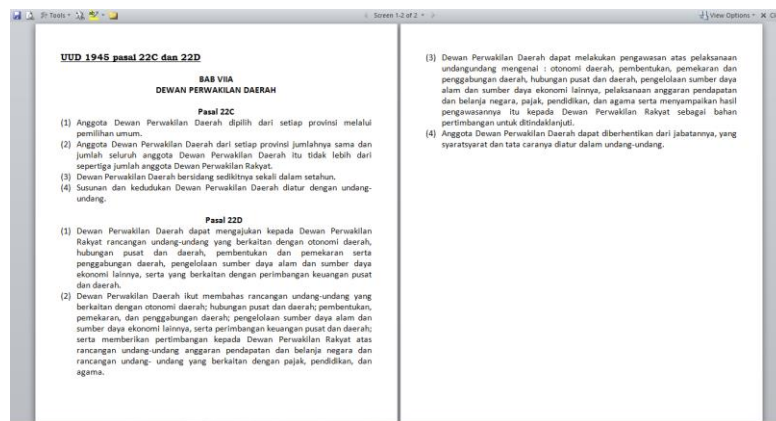 Tools
Screen 1-2 of 2
View Options
UUD 1945 pasal 22C dan 22D
BAB VIIA
DEWAN PERWAKILAN DAERAH
Pasal 22C
(1) Anggota Dewan Perwakilan Daerah dipilih dari setiap provinsi melalui
pemilihan umum.
(2) Anggota Dewan Perwakilan Daerah dari setiap provinsi jumlahnya sama dan
jumlah seluruh anggota Dewan Perwakilan Daerah itu tidak lebih dari
sepertiga jumlah anggota Dewan Perwakilan Rakyat.
(3) Dewan Perwakilan Daerah bersidang sedikitnya sekali dalam setahun.
(4) Susunan dan kedudukan Dewan Perwakilan Daerah diatur dengan undang-
undang.
Pasal 22D
(1) Dewan Perwakilan Daerah dapat mengajukan kepada Dewan Perwakilan
Rakyat rancangan undang-undang yang berkaitan dengan otonomi daerah,
hubungan pusat dan daerah, pembentukan dan pemekaran serta
penggabungan daerah, pengelolaan sumber daya alam dan sumber daya
ekonomi lainnya, serta yang berkaitan dengan perimbangan keuangan pusat
dan daerah.
(2) Dewan Perwakilan Daerah ikut membahas rancangan undang-undang yang
berkaitan dengan otonomi daerah; hubungan pusat dan daerah; pembentukan,
pemekaran, dan penggabungan daerah; pengelolaan sumber daya alam dan
sumber daya ekonomi lainnya, serta perimbangan keuangan pusat dan daerah;
serta memberikan pertimbangan kepada Dewan Perwakilan Rakyat atas
rancangan undang-undang anggaran pendapatan dan belanja negara dan
rancangan undang- undang yang berkaitan dengan pajak, pendidikan, dan
agama.
(3) Dewan Perwakilan Daerah dapat melakukan pengawasan atas pelaksanaan
undangundang mengenai : otonomi daerah, pembentukan, pemekaran dan
penggabungan daerah, hubungan pusat dan daerah, pengelolaan sumber daya
alam dan sumber daya ekonomi lainnya, pelaksanaan anggaran pendapatan
dan belanja negara, pajak, pendidikan, dan agama serta menyampaikan hasil
pengawasannya itu kepada Dewan Perwakilan Rakyat sebagai bahan
pertimbangan untuk ditindaklanjuti.
(4) Anggota Dewan Perwakilan Daerah dapat diberhentikan dari jabatannya, yang
syaratsyarat dan tata caranya diatur dalam undang-undang.